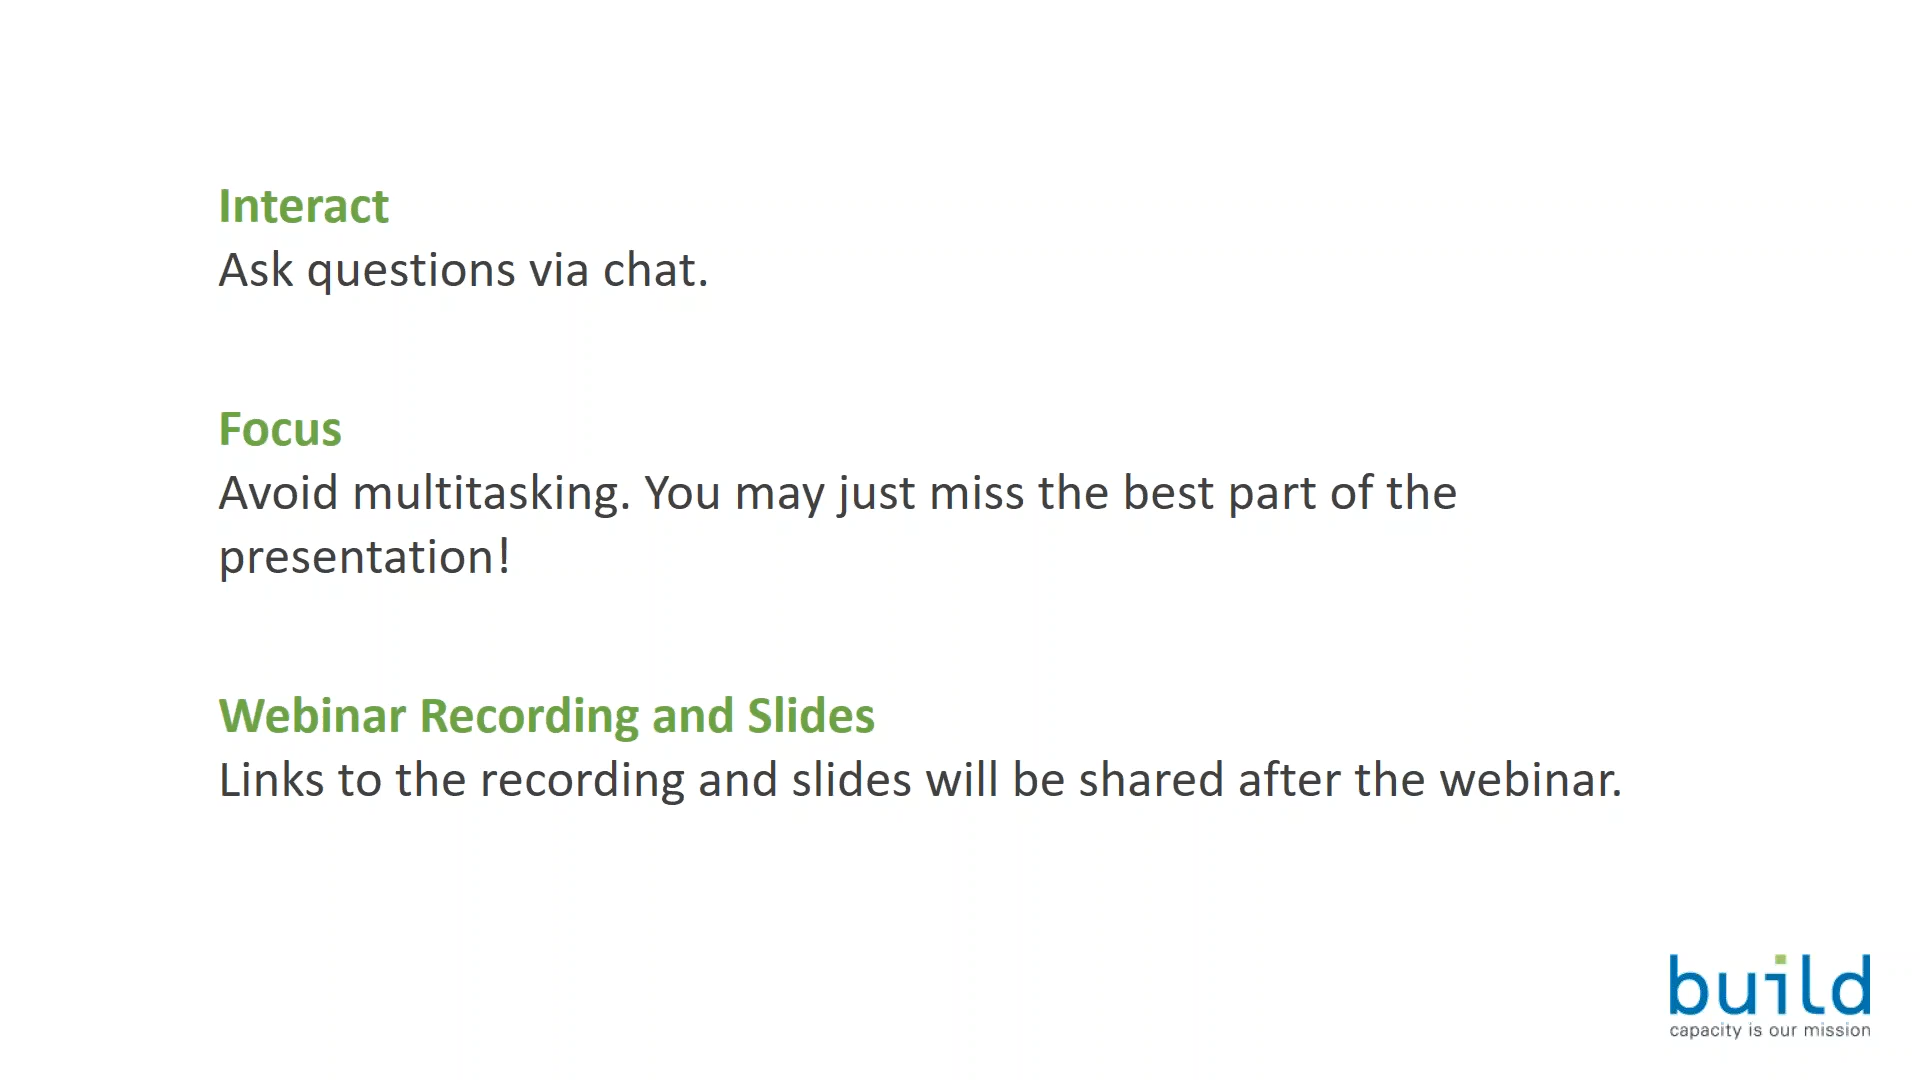 Interact
Ask questions via chat.
Focus
Avoid multitasking. You may just miss the best part of the
presentation!
Webinar Recording and Slides
Links to the recording and slides will be shared after the webinar.
build
capacity is our mission